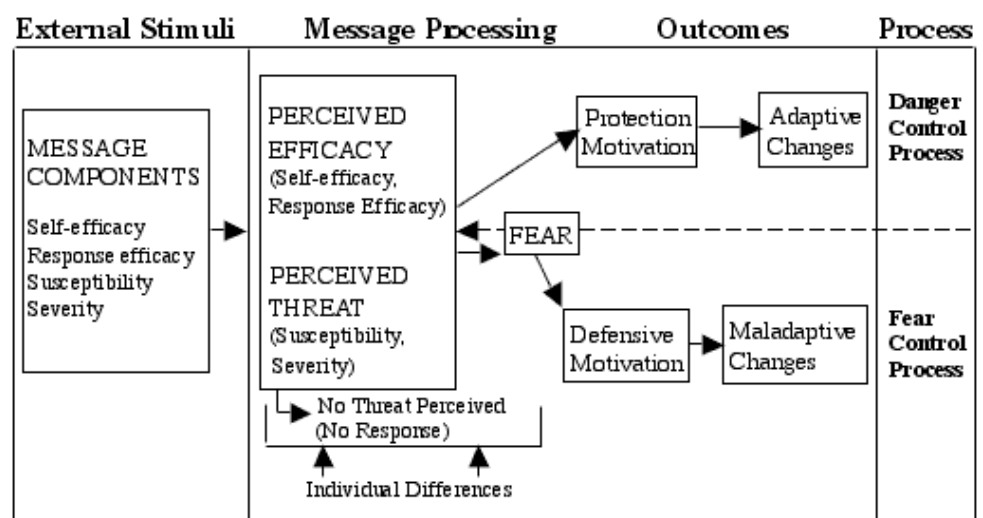 External Stimuli
Message Processing
Outcomes
Process
MESSAGE
COMPONENTS
Self-efficacy
Response efficacy
Susceptibility
Severity
PERCEIVED
EFFICACY
(Self-efficacy,
Response Efficacy)
PERCEIVED
THREAT
(Susceptibility,
Severity)
No Threat Perceived
(No Response)
Individual Differences
FEAR
Protection
Motivation
Adaptive
Changes
Defensive
Motivation
Maladaptive
Changes
Danger
Control
Process
Fear
Control
Process